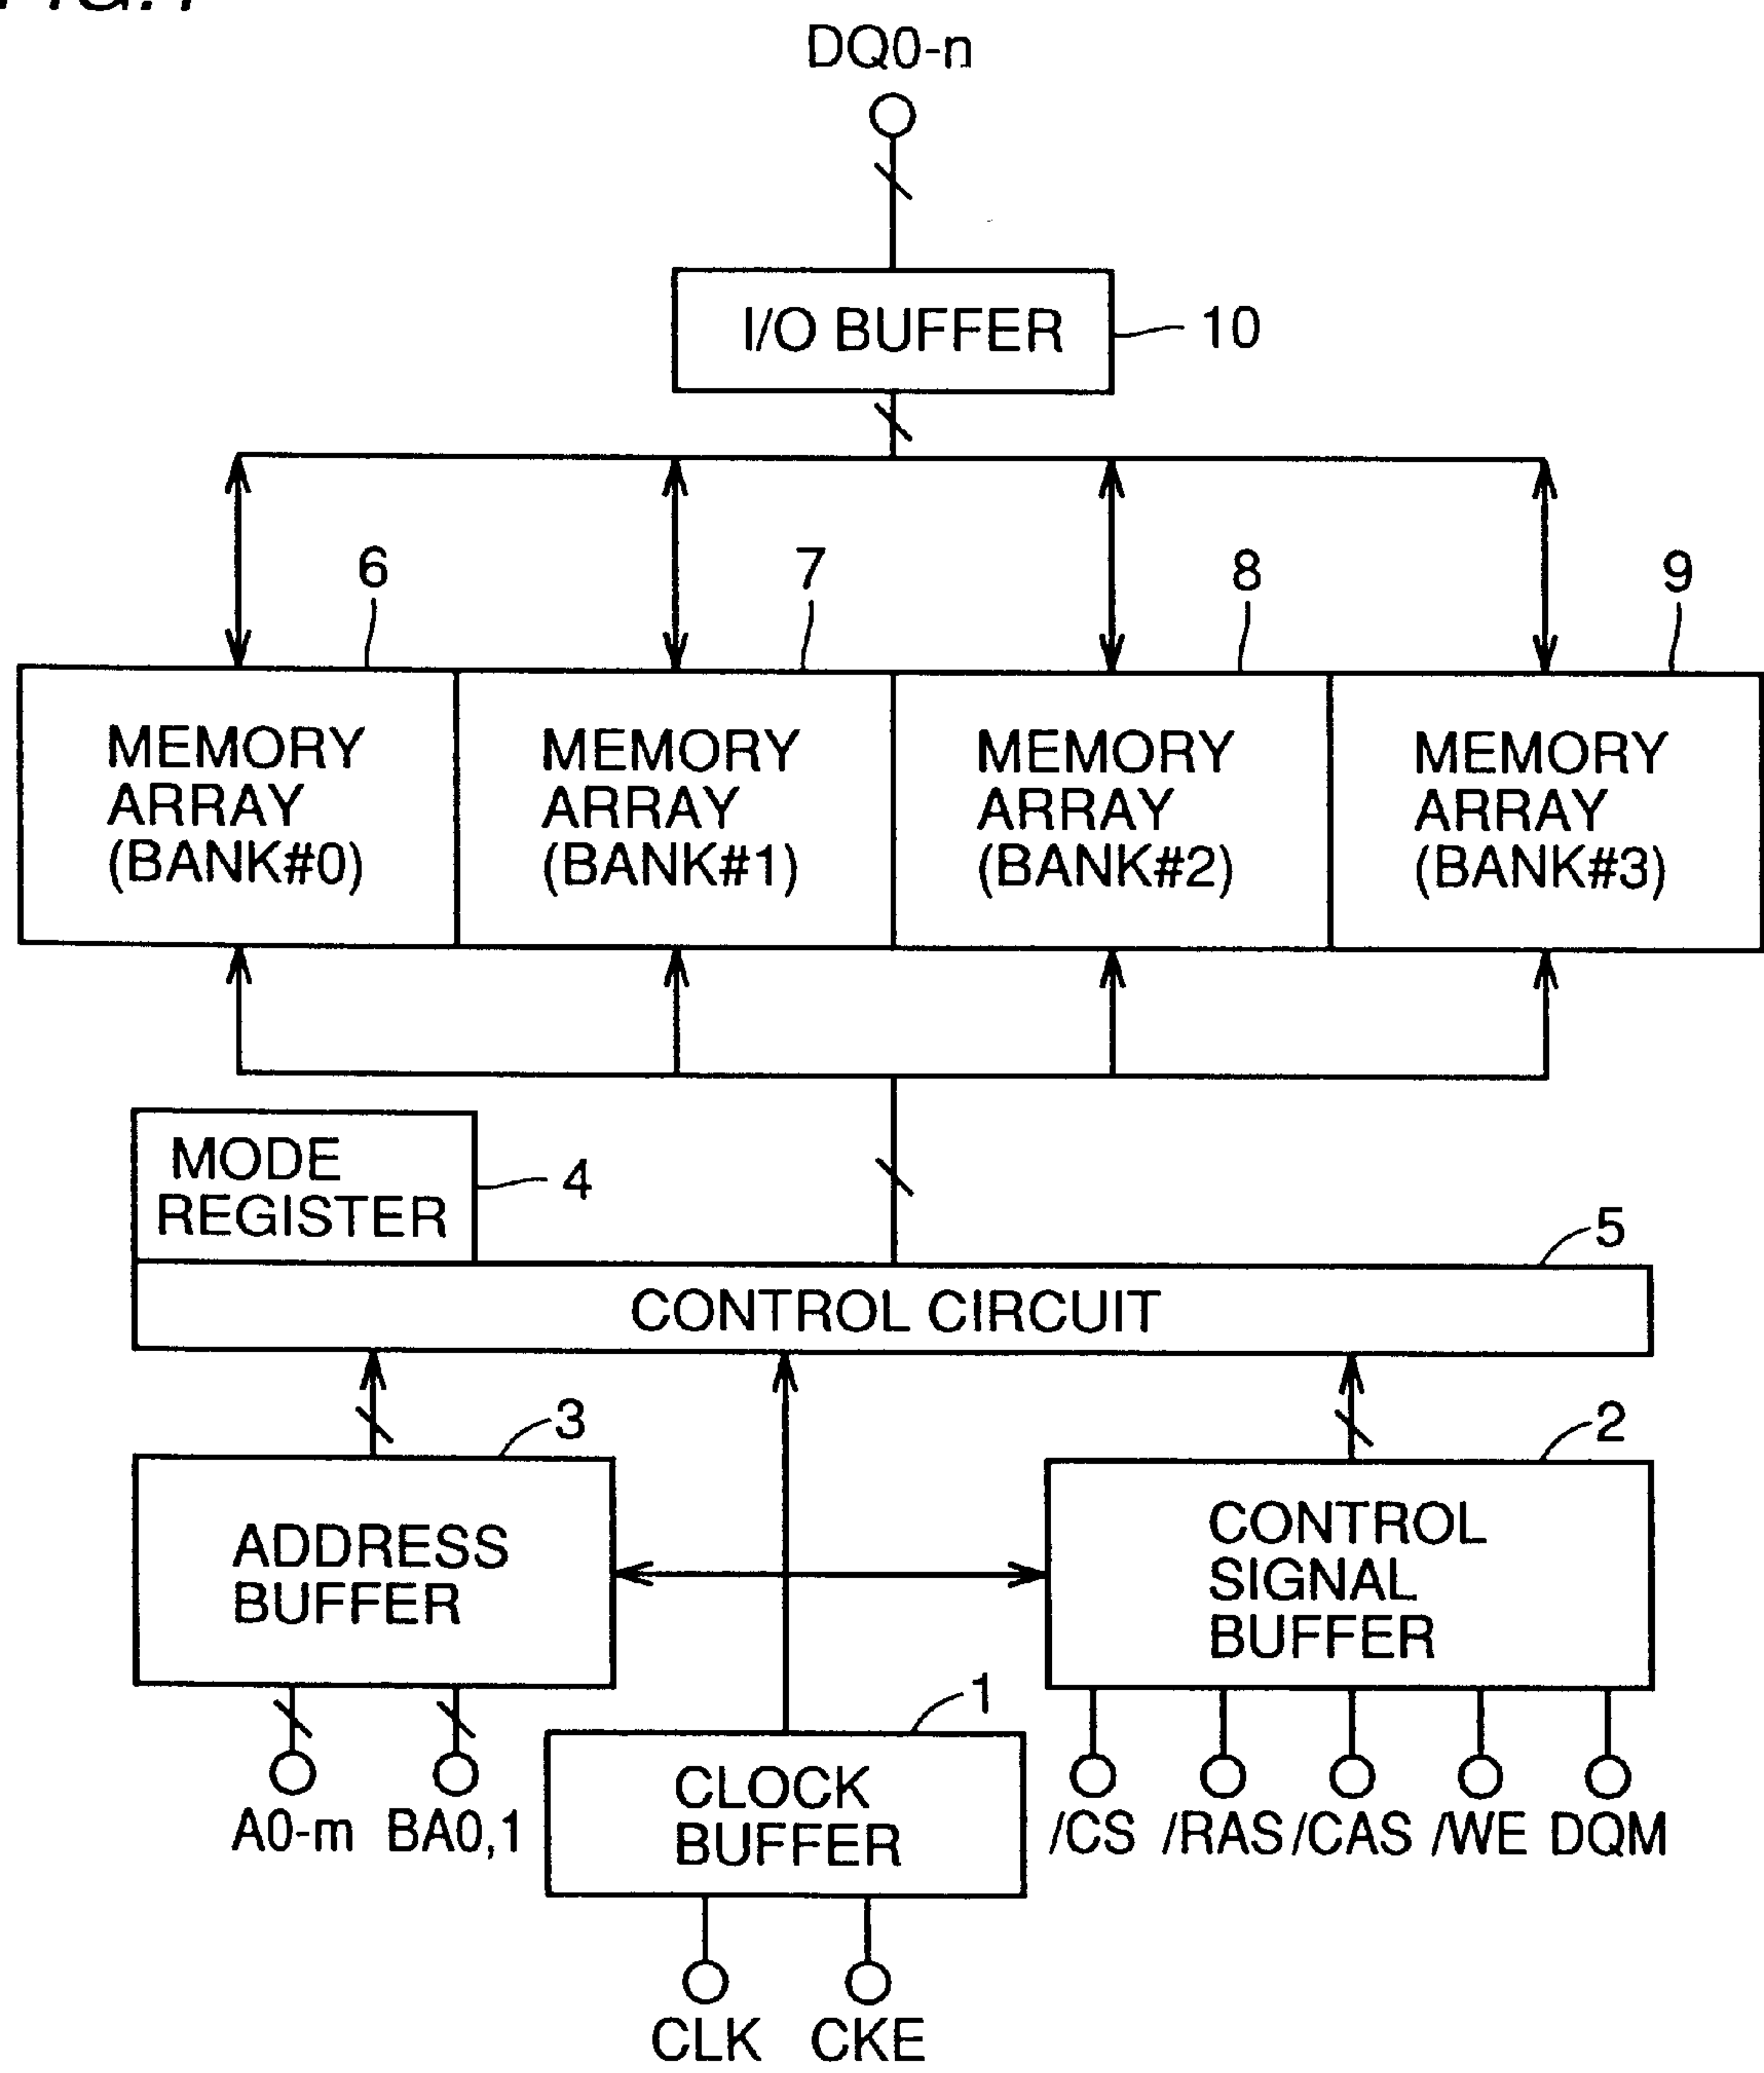 DQ0-n
I/O BUFFER
10
6
7
8
9
MEMORY
ARRAY
(BANK#0)
MEMORY
ARRAY
(BANK#1)
MEMORY
ARRAY
(BANK#2)
MEMORY
ARRAY
(BANK#3)
MODE
REGISTER
4
5
CONTROL CIRCUIT
3
2
ADDRESS
BUFFER
CONTROL
SIGNAL
BUFFER
1
CLOCK
BUFFER
A0-m
BA0,1
/CS
/RAS
/CAS
/WE
DQM
CLK
CKE